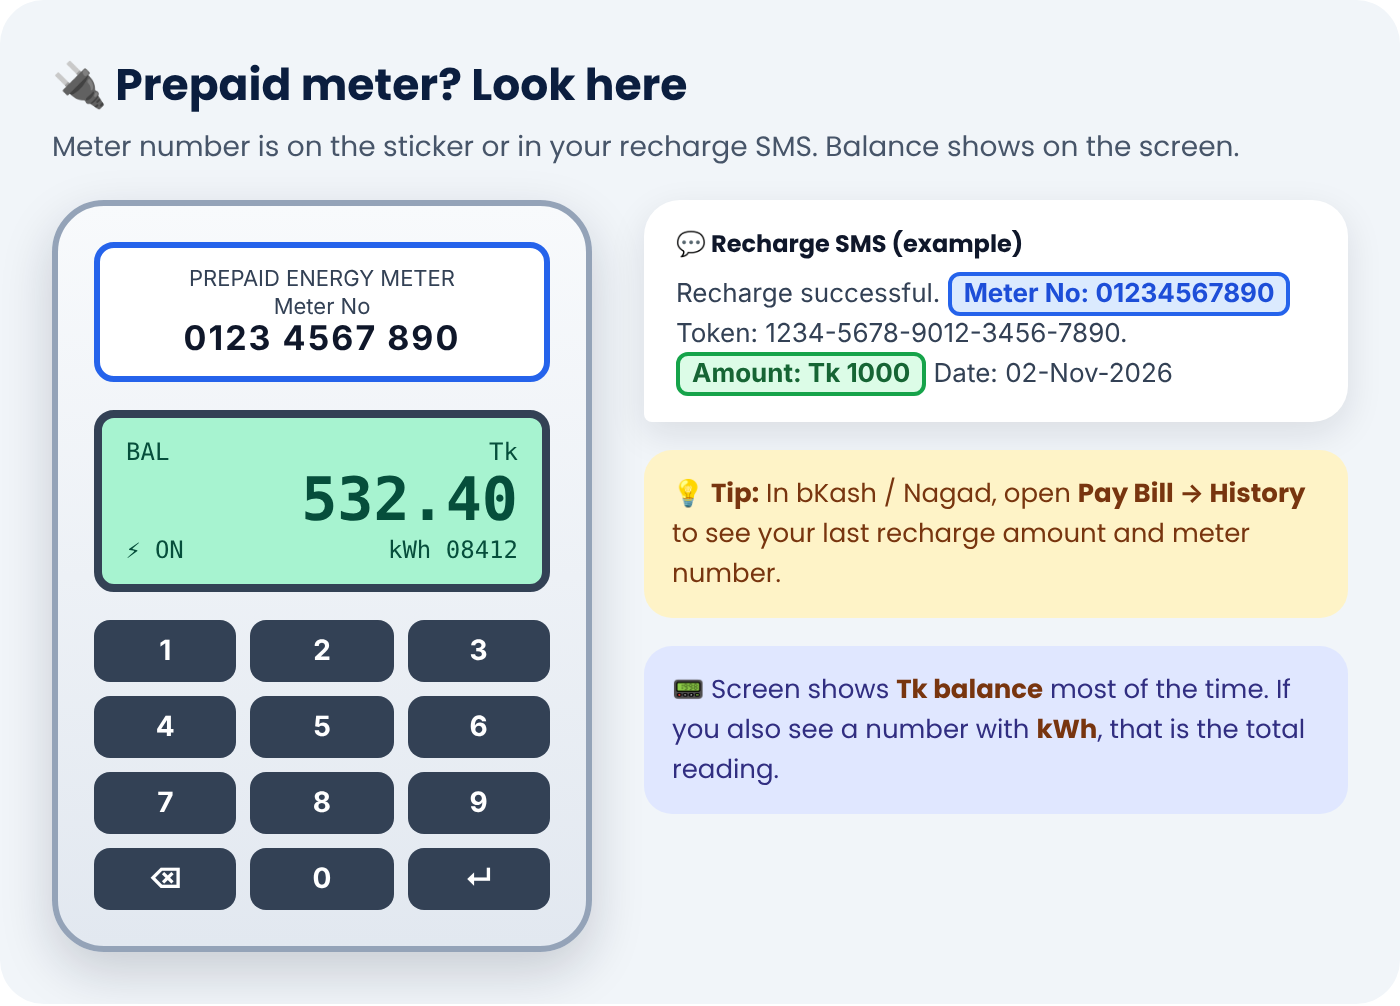 🔌 Prepaid meter? Look here
Meter number is on the sticker or in your recharge SMS. Balance shows on the screen.
PREPAID ENERGY METER
Meter No
0123 4567 890
BAL Tk
532.40
⚡ ON kWh 08412
1 2 3
4 5 6
7 8 9
⌫ 0 ↵
💬 Recharge SMS (example)
Recharge successful. Meter No: 01234567890
Token: 1234-5678-9012-3456-7890.
Amount: Tk 1000 Date: 02-Nov-2026
💡 Tip: In bKash / Nagad, open Pay Bill → History
to see your last recharge amount and meter
number.
📟 Screen shows Tk balance most of the time. If
you also see a number with kWh, that is the total
reading.